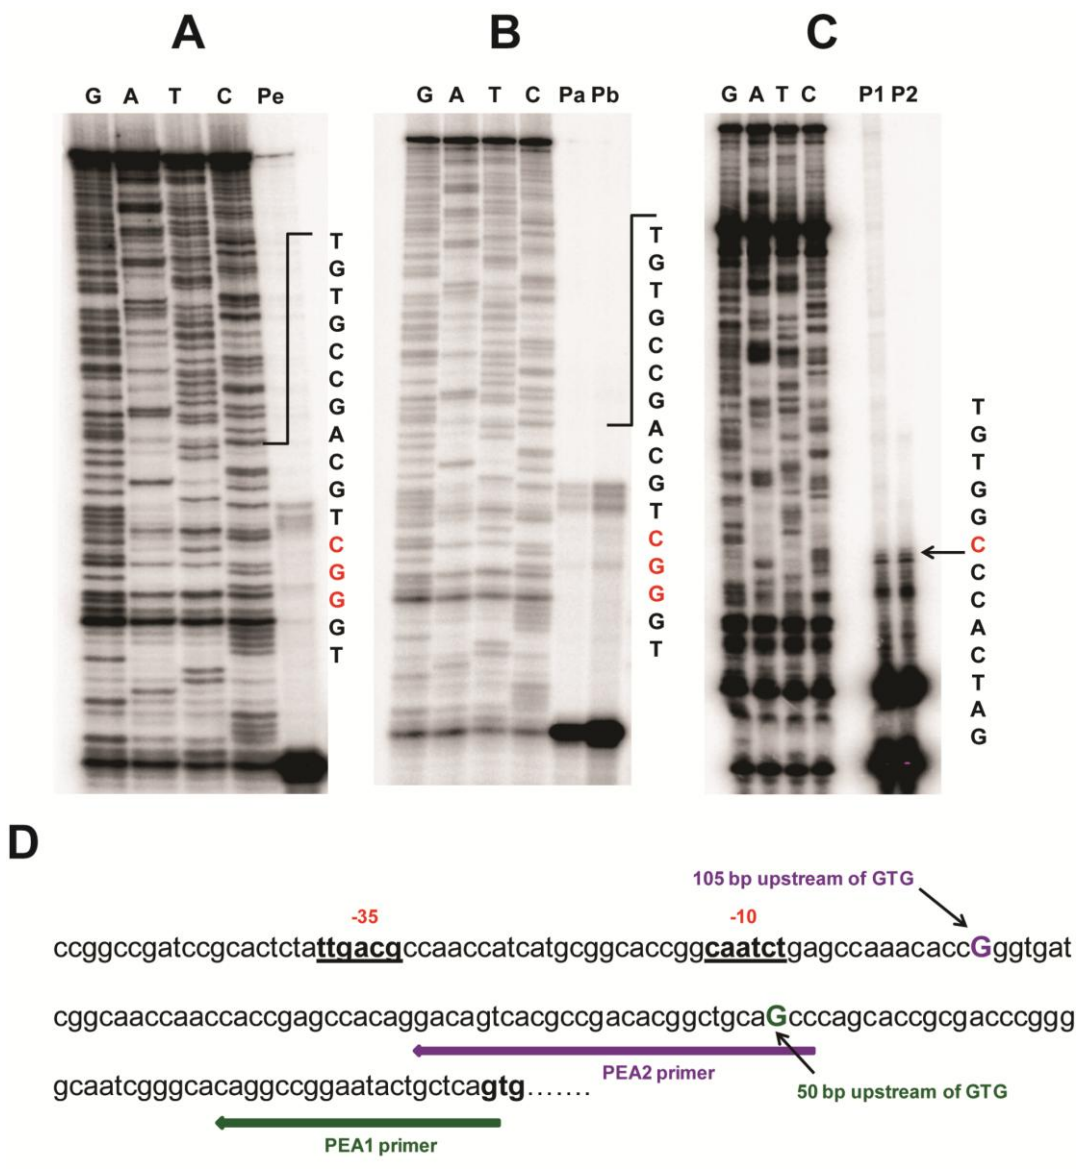 A
G A T C Pe
T G T G C C G A C G T C G G G T
B
G A T C Pa Pb
T G T G C C G A C G T C G G G T
C
G A T C P1 P2
T G T G G C C C A C T A G
D
105 bp upstream of GTG
-35 -10
ccggccgatccgcactctattgacgccaaccatcatgcggcaccggcaatctgagccaaacaccGggtgat
cggcaaccaaccaccgagccacaggacagtcacgccgacacggctgcaGcccagcaccgcgacccggg
PEA2 primer
50 bp upstream of GTG
gcaatcgggcacaggccggaatactgctcagtg.......
PEA1 primer